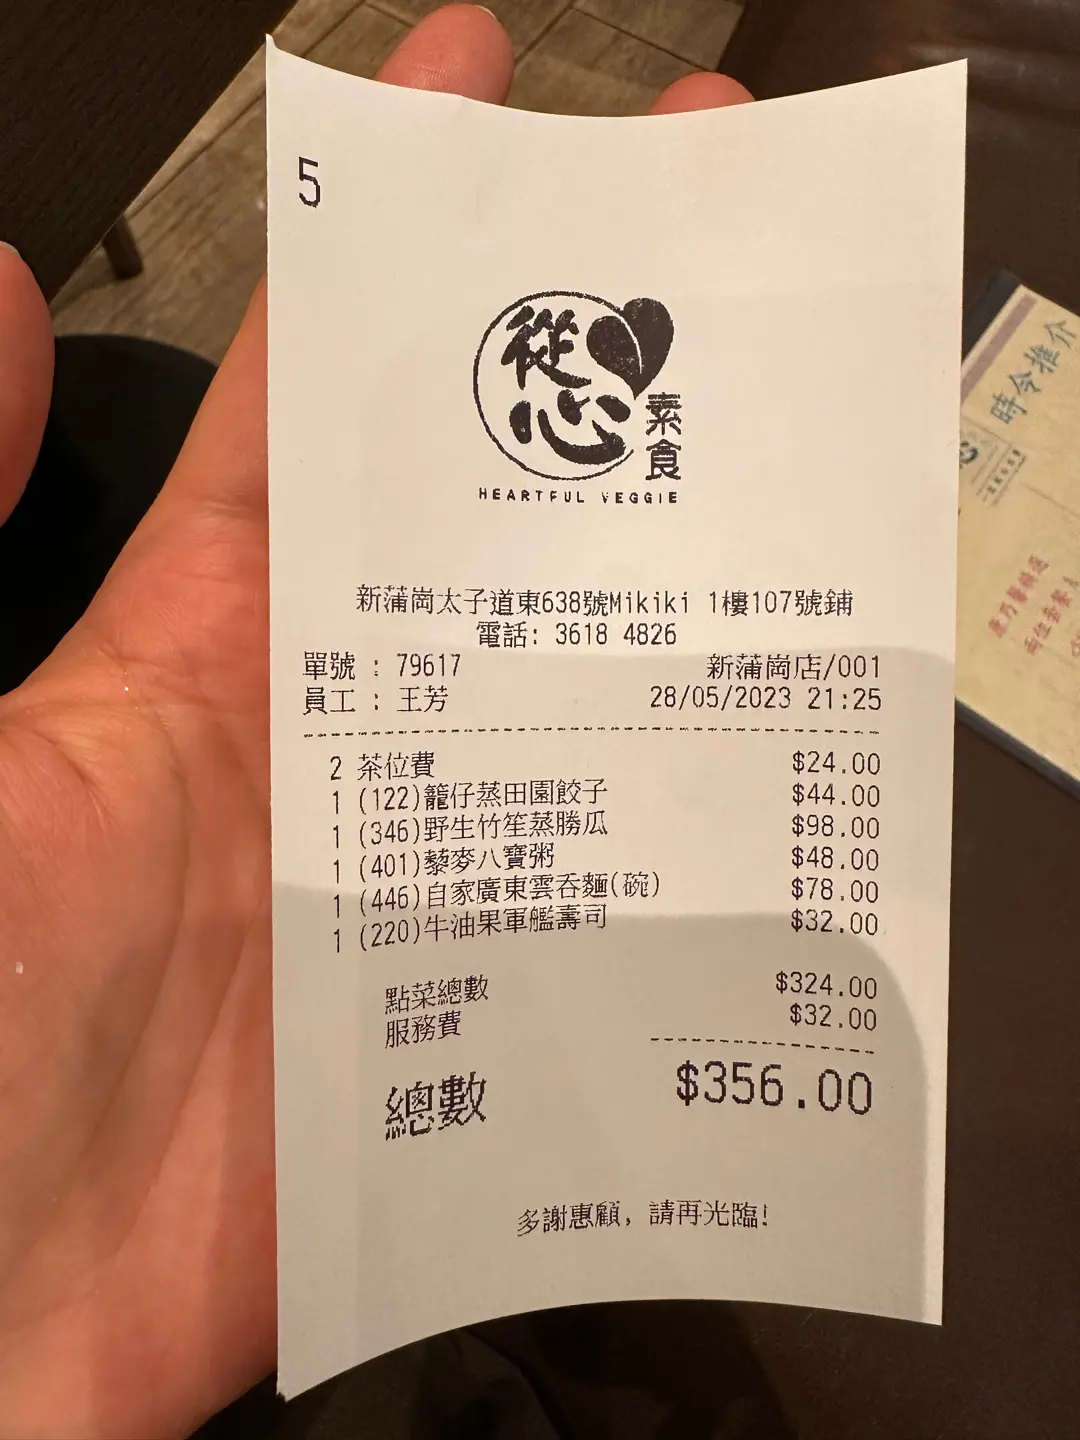 5
從心
素食
HEARTFUL VEGGIE
新蒲崗太子道東638號Mikiki 1樓107號鋪
電話: 3618 4826
單號 : 79617 新蒲崗店/001
員工 : 王芳 28/05/2023 21:25
2 茶位費 $24.00
1 (122)籠仔蒸田園餃子 $44.00
1 (346)野生竹笙蒸勝瓜 $98.00
1 (401)藜麥八寶粥 $48.00
1 (446)自家廣東雲吞麵(碗) $78.00
1 (220)牛油果軍艦壽司 $32.00
點菜總數 $324.00
服務費 $32.00
總數 $356.00
多謝惠顧, 請再光臨!
時令推介